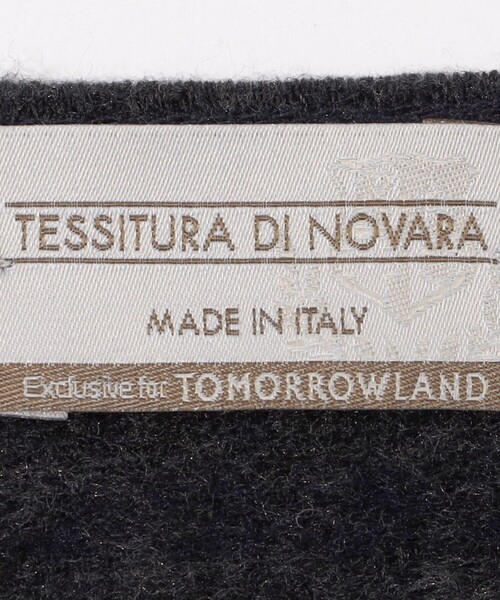 TESSITURA DI NOVARA
MADE IN ITALY
Exclusive for TOMORROWLAND